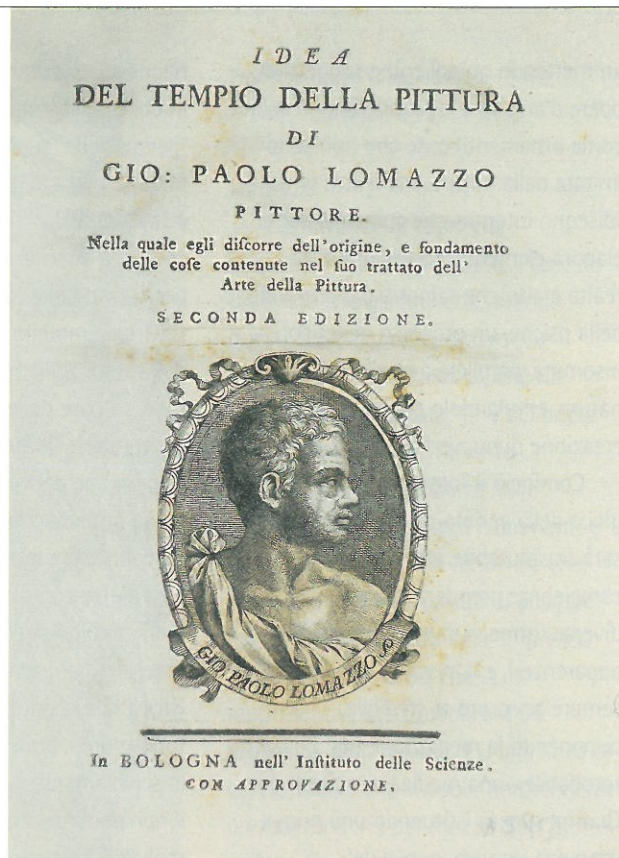 IDEA
DEL TEMPIO DELLA PITTURA
DI
GIO: PAOLO LOMAZZO
PITTORE.
Nella quale egli diſcorre dell'origine, e fondamento
delle coſe contenute nel ſuo trattato dell'
Arte della Pittura.
SECONDA EDIZIONE.
GIO. PAOLO LOMAZZO
In BOLOGNA nell' Inſtituto delle Scienze.
CON APPROVAZIONE.